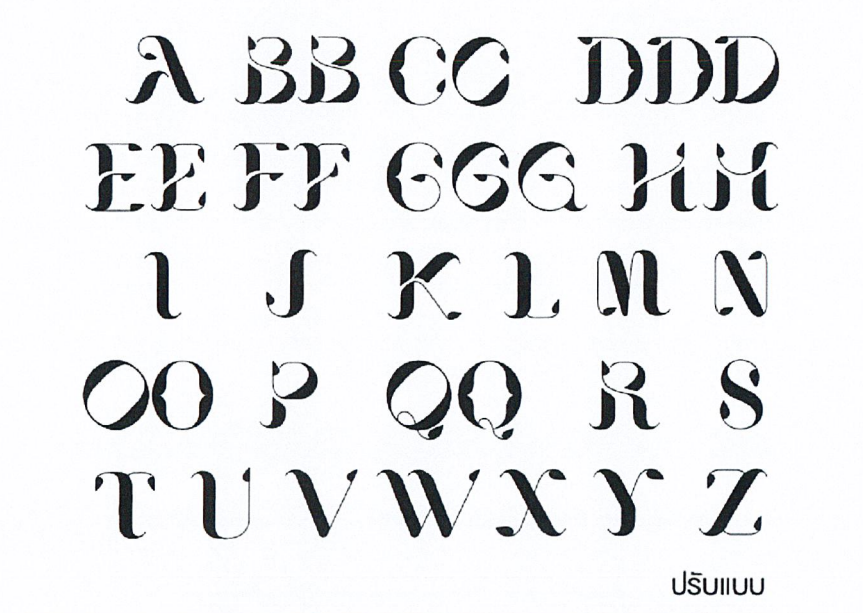 A BB CC DDD
EE FF GGG HH
I J K L M N
OO P QQ R S
T U V W X Y Z
ปรับแบบ